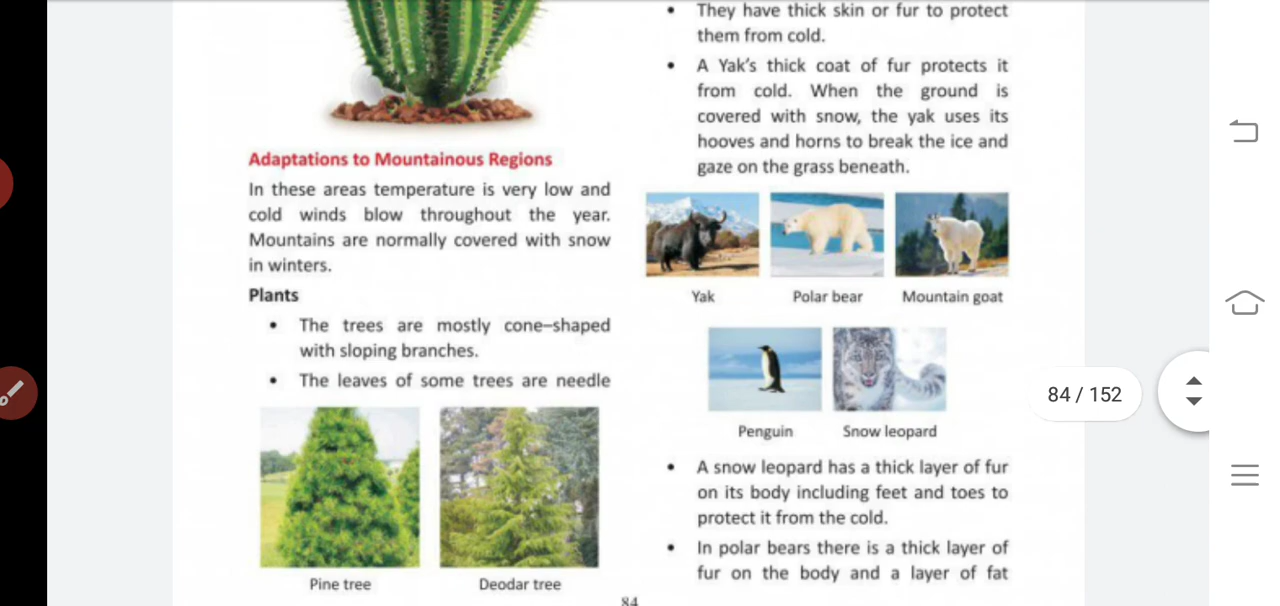 Adaptations to Mountainous Regions
In these areas temperature is very low and
cold winds blow throughout the year.
Mountains are normally covered with snow
in winters.
Plants
• The trees are mostly cone–shaped
with sloping branches.
• The leaves of some trees are needle
Pine tree
Deodar tree
• They have thick skin or fur to protect
them from cold.
• A Yak's thick coat of fur protects it
from cold. When the ground is
covered with snow, the yak uses its
hooves and horns to break the ice and
gaze on the grass beneath.
Yak
Polar bear
Mountain goat
Penguin
Snow leopard
• A snow leopard has a thick layer of fur
on its body including feet and toes to
protect it from the cold.
• In polar bears there is a thick layer of
fur on the body and a layer of fat
84
84 / 152